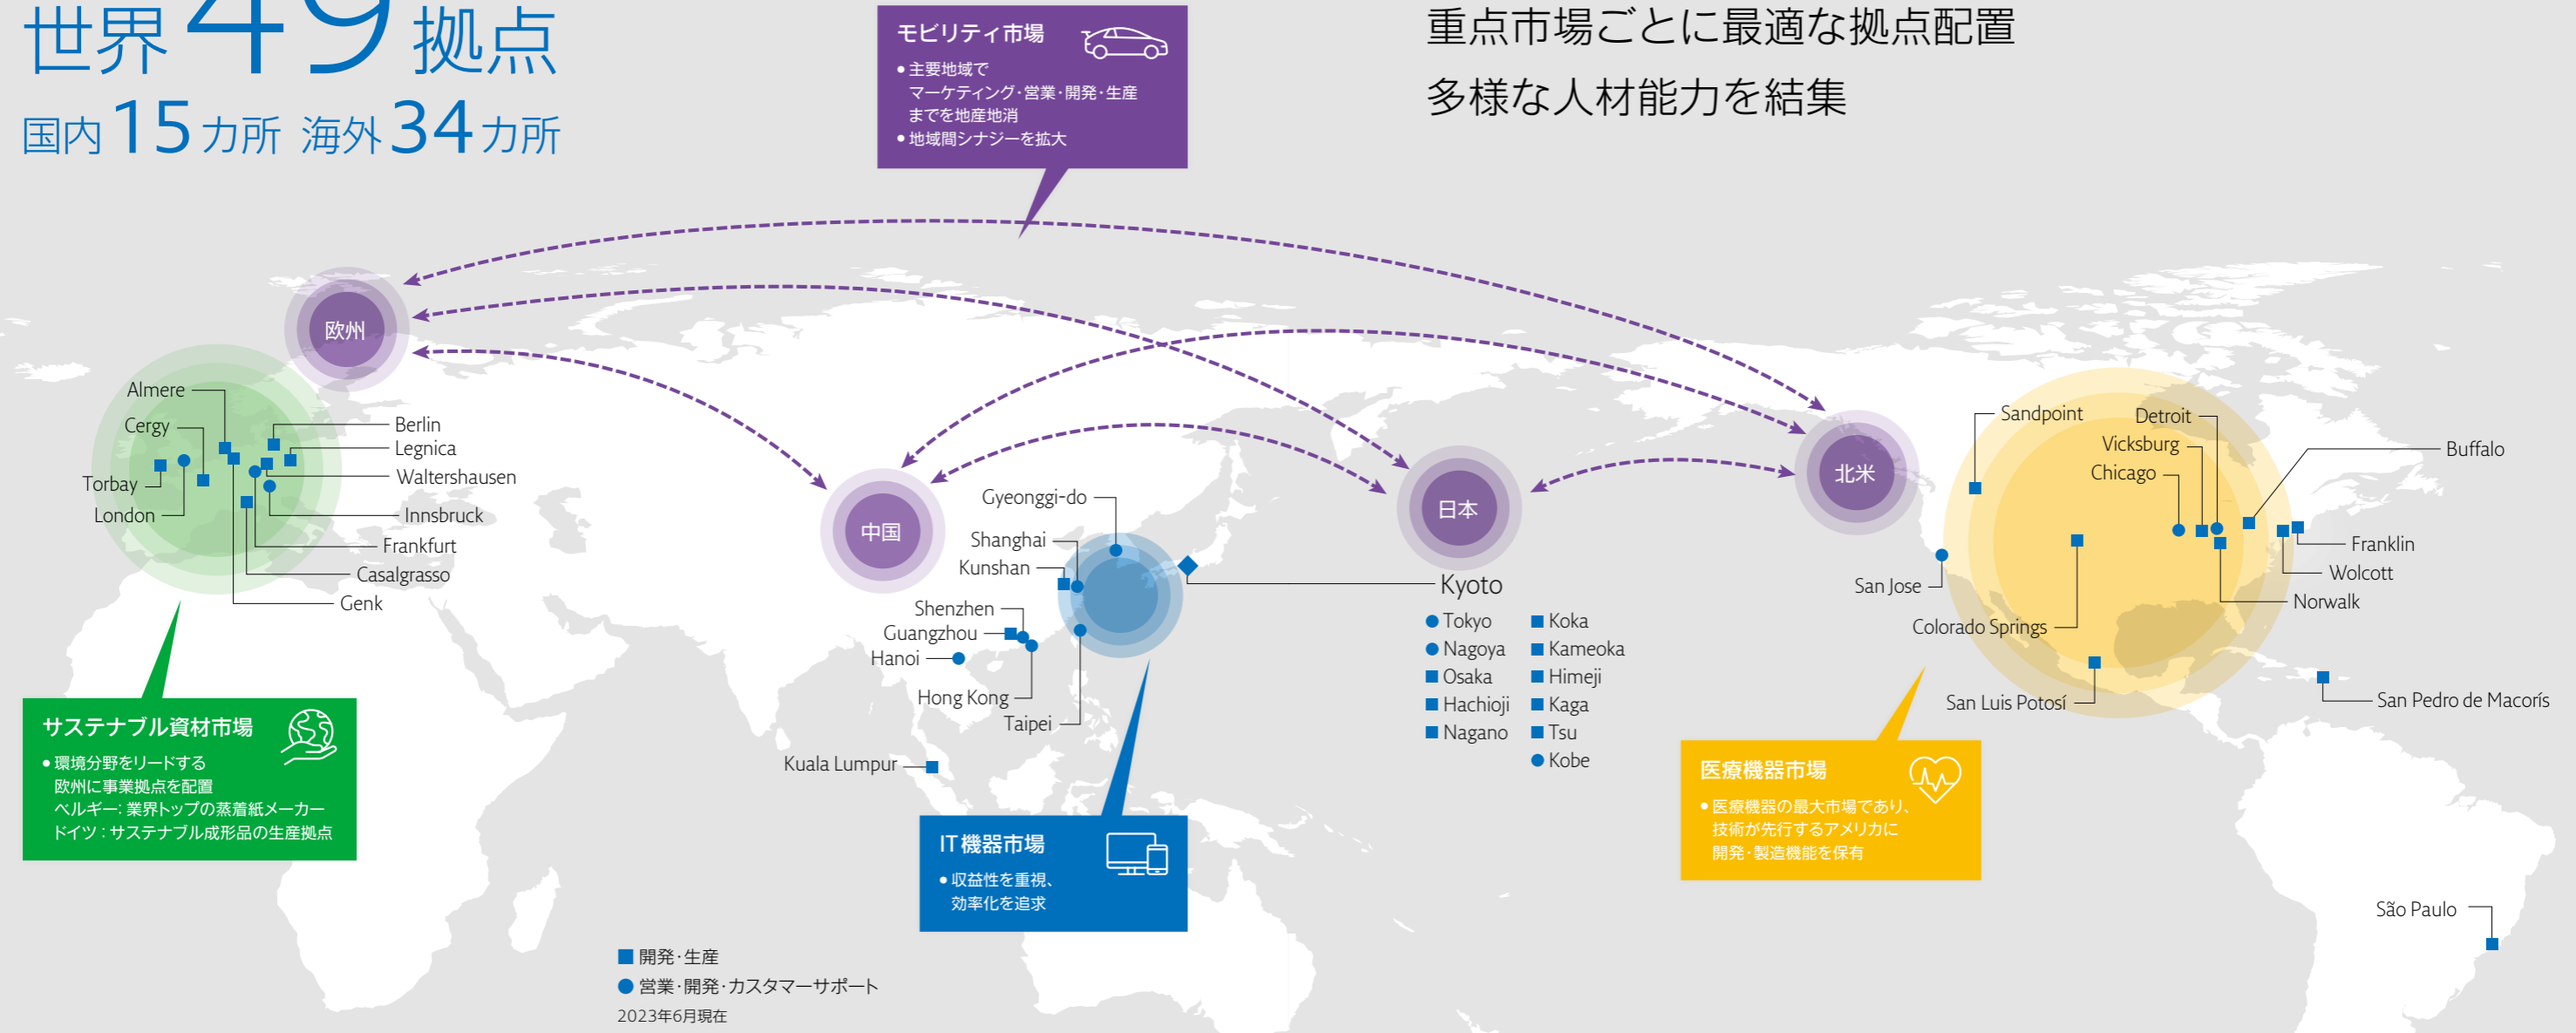 世界49拠点
国内15カ所 海外34カ所
モビリティ市場
●主要地域で
マーケティング・営業・開発・生産
までを地産地消
●地域間シナジーを拡大
重点市場ごとに最適な拠点配置
多様な人材能力を結集
欧州
中国
日本
北米
Almere
Cergy
Torbay
London
Berlin
Legnica
Waltershausen
Innsbruck
Frankfurt
Casalgrasso
Genk
サステナブル資材市場
●環境分野をリードする
欧州に事業拠点を配置
ベルギー：業界トップの蒸着紙メーカー
ドイツ：サステナブル成形品の生産拠点
Gyeonggi-do
Shanghai
Kunshan
Shenzhen
Guangzhou
Hanoi
Hong Kong
Taipei
Kuala Lumpur
IT機器市場
●収益性を重視、
効率化を追求
Kyoto
●Tokyo
●Nagoya
■Osaka
■Hachioji
■Nagano
■Koka
■Kameoka
■Himeji
■Kaga
■Tsu
●Kobe
Sandpoint
Detroit
Vicksburg
Chicago
Buffalo
Franklin
Wolcott
Norwalk
San Jose
Colorado Springs
San Luis Potosí
San Pedro de Macorís
São Paulo
医療機器市場
●医療機器の最大市場であり、
技術が先行するアメリカに
開発・製造機能を保有
■開発・生産
●営業・開発・カスタマーサポート
2023年6月現在